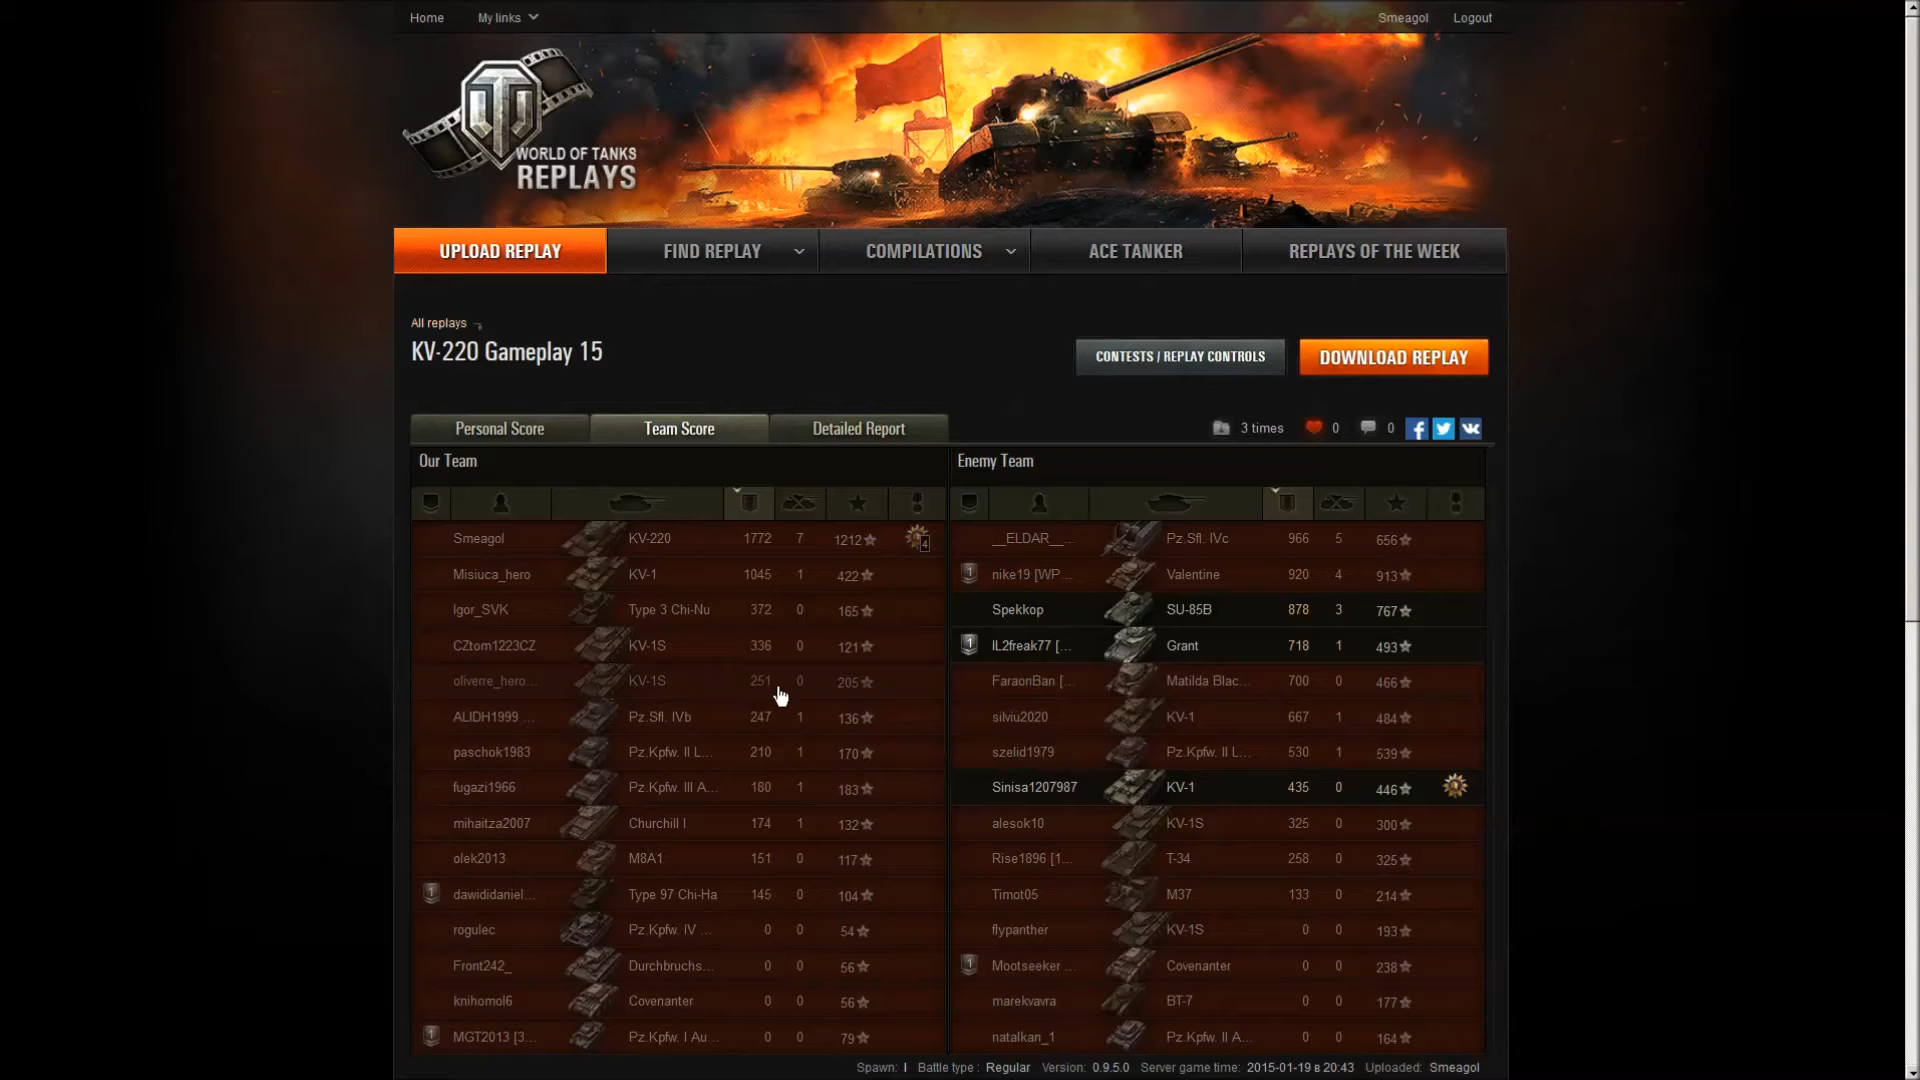 Home My links Smeagol Logout
WORLD OF TANKS
REPLAYS
UPLOAD REPLAY FIND REPLAY COMPILATIONS ACE TANKER REPLAYS OF THE WEEK
All replays
KV-220 Gameplay 15
CONTESTS / REPLAY CONTROLS DOWNLOAD REPLAY
Personal Score Team Score Detailed Report 3 times 0 0
Our Team Enemy Team
Smeagol KV-220 1772 7 1212 4 __ELDAR__... Pz.Sfl. IVc 966 5 656
Misiuca_hero KV-1 1045 1 422 1 nike19 [WP... Valentine 920 4 913
Igor_SVK Type 3 Chi-Nu 372 0 165 Spekkop SU-85B 878 3 767
CZtom1223CZ KV-1S 336 0 121 1 IL2freak77 [... Grant 718 1 493
oliverre_hero... KV-1S 251 0 205 FaraonBan [... Matilda Blac... 700 0 466
ALIDH1999 ... Pz.Sfl. IVb 247 1 136 silviu2020 KV-1 667 1 484
paschok1983 Pz.Kpfw. II L... 210 1 170 szelid1979 Pz.Kpfw. II L... 530 1 539
fugazi1966 Pz.Kpfw. III A... 180 1 183 Sinisa1207987 KV-1 435 0 446
mihaitza2007 Churchill I 174 1 132 alesok10 KV-1S 325 0 300
olek2013 M8A1 151 0 117 Rise1896 [1... T-34 258 0 325
1 dawididaniel... Type 97 Chi-Ha 145 0 104 Timot05 M37 133 0 214
rogulec Pz.Kpfw. IV ... 0 0 54 flypanther KV-1S 0 0 193
Front242_ Durchbruchs... 0 0 56 1 Mootseeker ... Covenanter 0 0 238
knihomol6 Covenanter 0 0 56 marekvavra BT-7 0 0 177
1 MGT2013 [3... Pz.Kpfw. I Au... 0 0 79 natalkan_1 Pz.Kpfw. II A... 0 0 164
Spawn: I Battle type : Regular Version: 0.9.5.0 Server game time: 2015-01-19 в 20:43 Uploaded: Smeagol